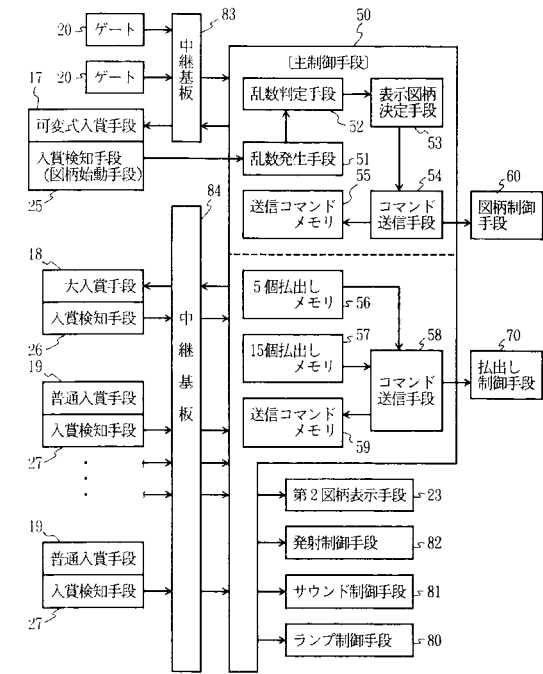 20
ゲート
20
ゲート
83
中継基板
17
可変式入賞手段
入賞検知手段
(図柄始動手段)
25
84
中継基板
18
大入賞手段
入賞検知手段
26
19
普通入賞手段
入賞検知手段
27
19
普通入賞手段
入賞検知手段
27
50
〔主制御手段〕
乱数判定手段
52
表示図柄
決定手段
53
乱数発生手段
51
55
送信コマンド
メモリ
54
コマンド
送信手段
60
図柄制御
手段
5個払出し
メモリ
56
57
15個払出し
メモリ
58
コマンド
送信手段
送信コマンド
メモリ
59
70
払出し
制御手段
第2図柄表示手段
23
発射制御手段
82
サウンド制御手段
81
ランプ制御手段
80